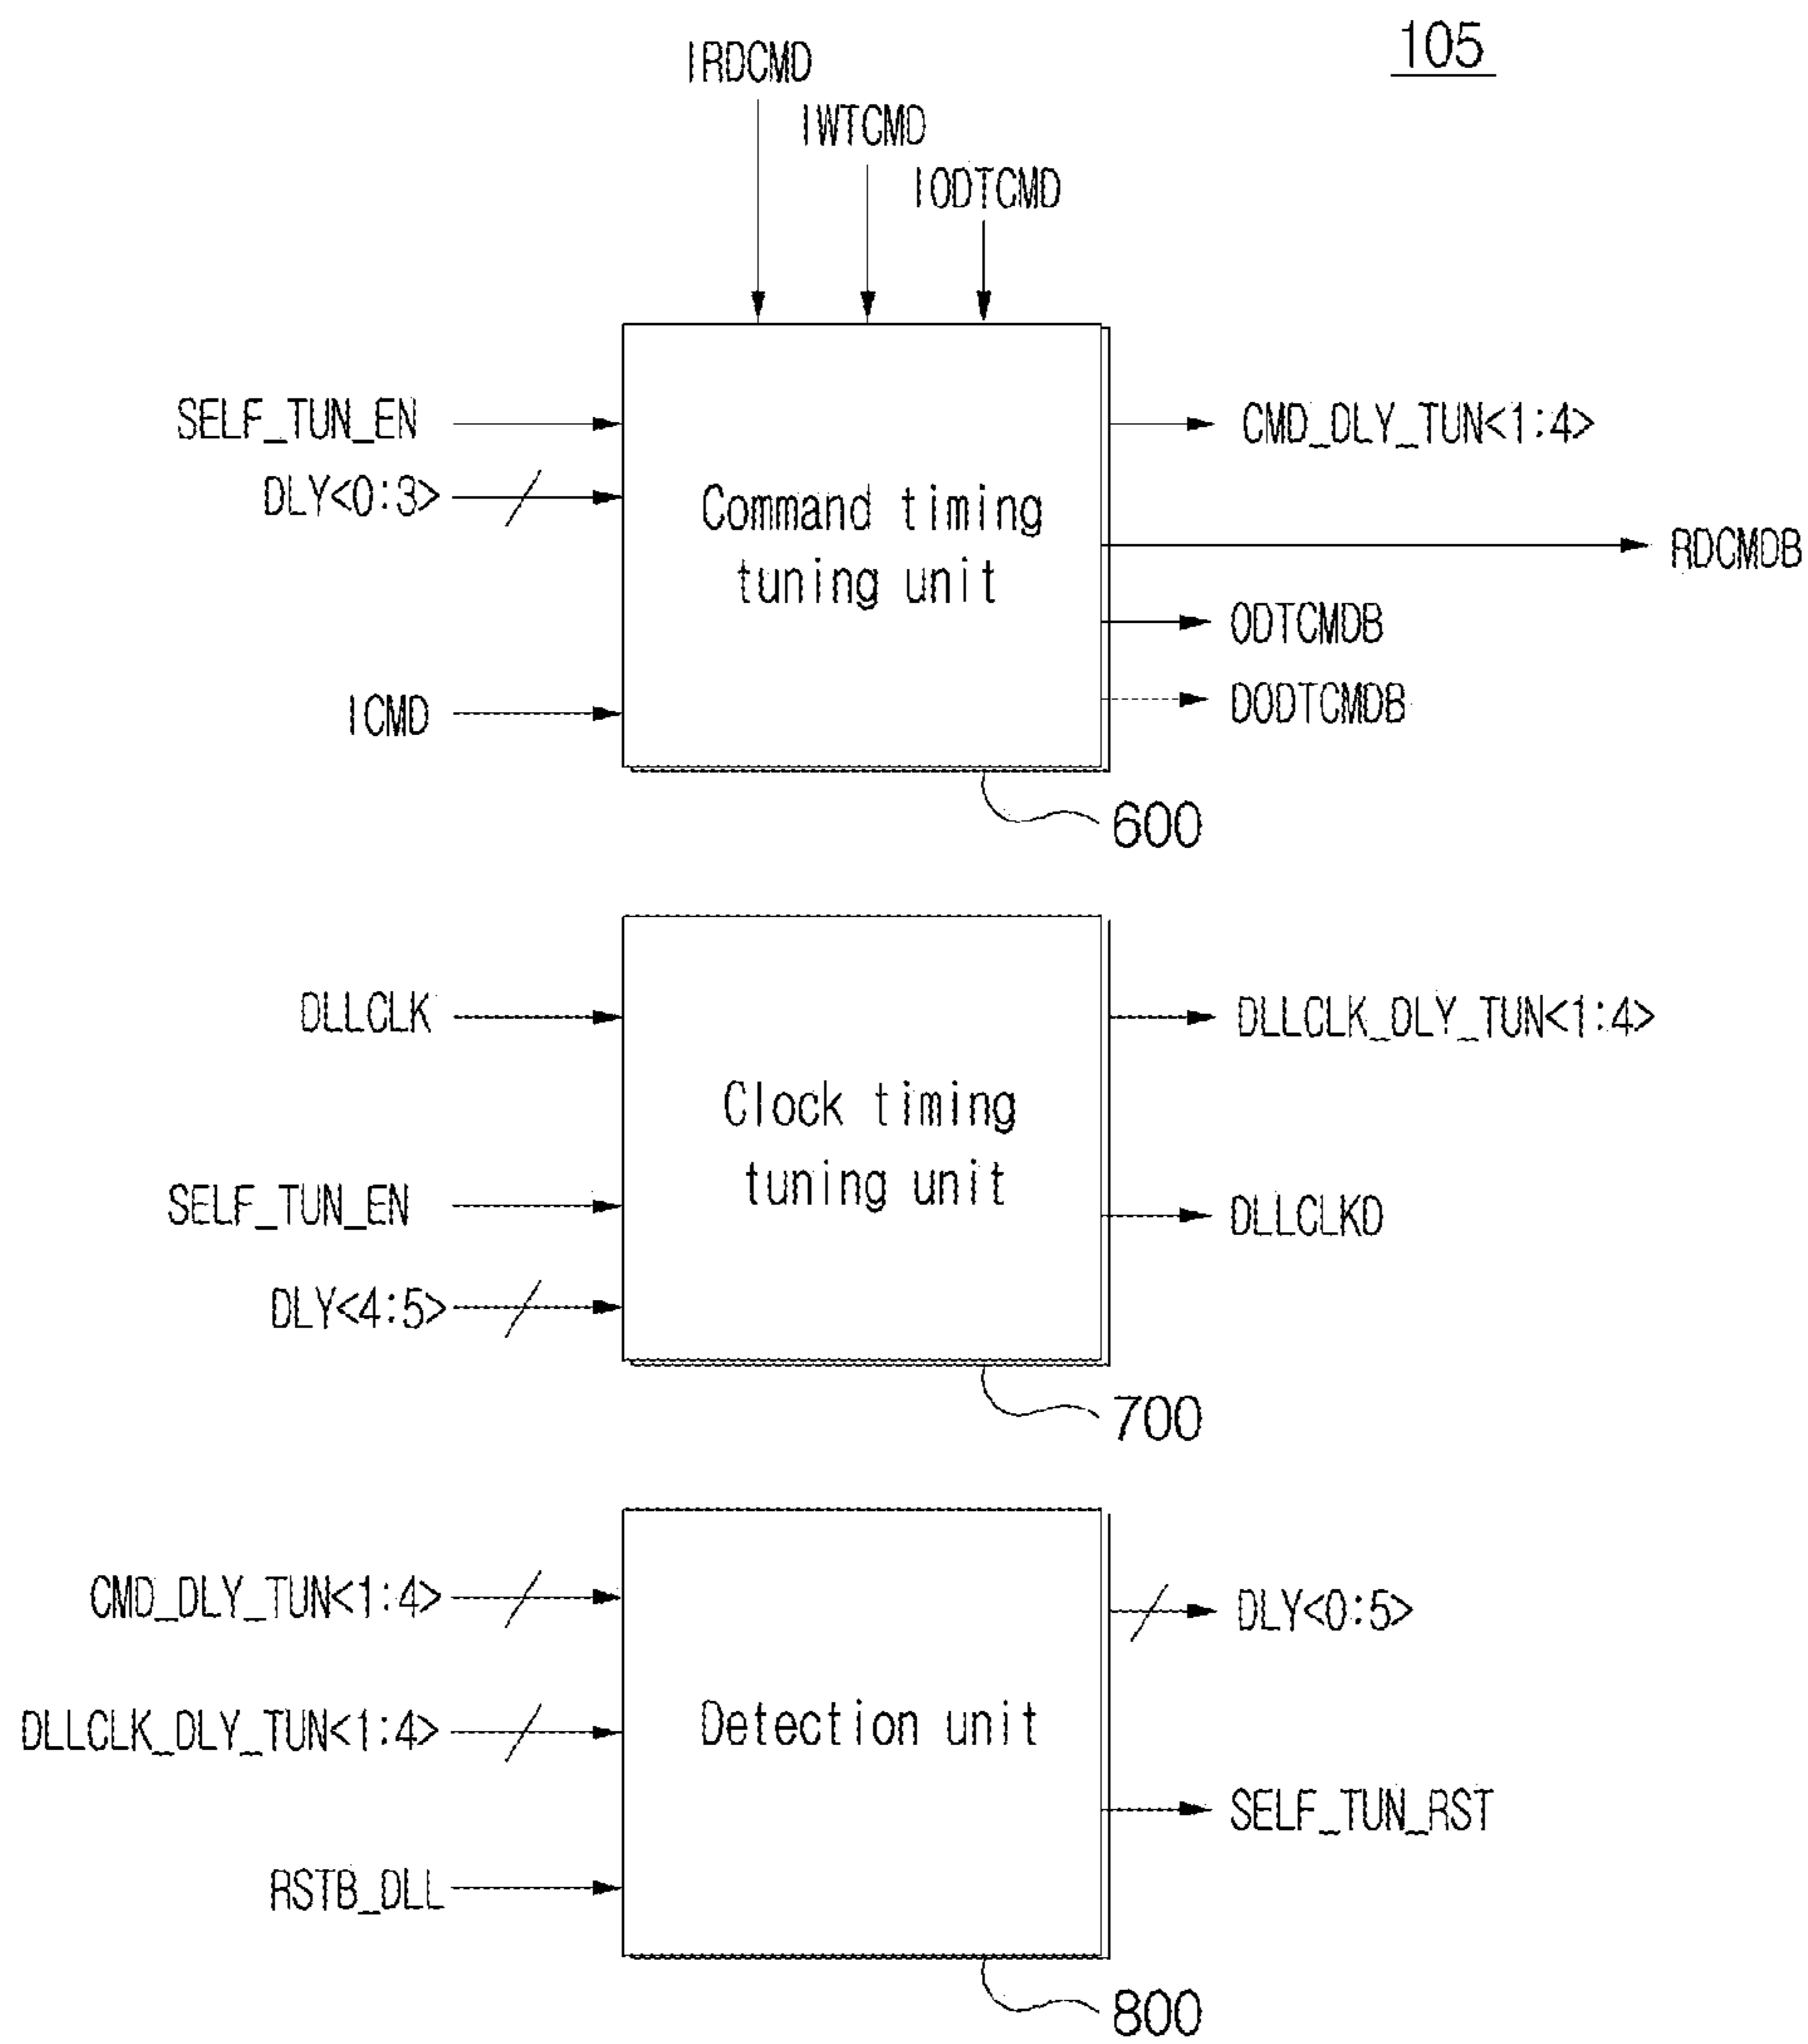 105
IRDCMD
IWTCMD
IODTCMD
SELF_TUN_EN
DLY<0:3>
ICMD
Command timing
tuning unit
CMD_DLY_TUN<1:4>
RDCMDB
ODTCMDB
DODTCMDB
600
DLLCLK
SELF_TUN_EN
DLY<4:5>
Clock timing
tuning unit
DLLCLK_DLY_TUN<1:4>
DLLCLKD
700
CMD_DLY_TUN<1:4>
DLLCLK_DLY_TUN<1:4>
RSTB_DLL
Detection unit
DLY<0:5>
SELF_TUN_RST
800